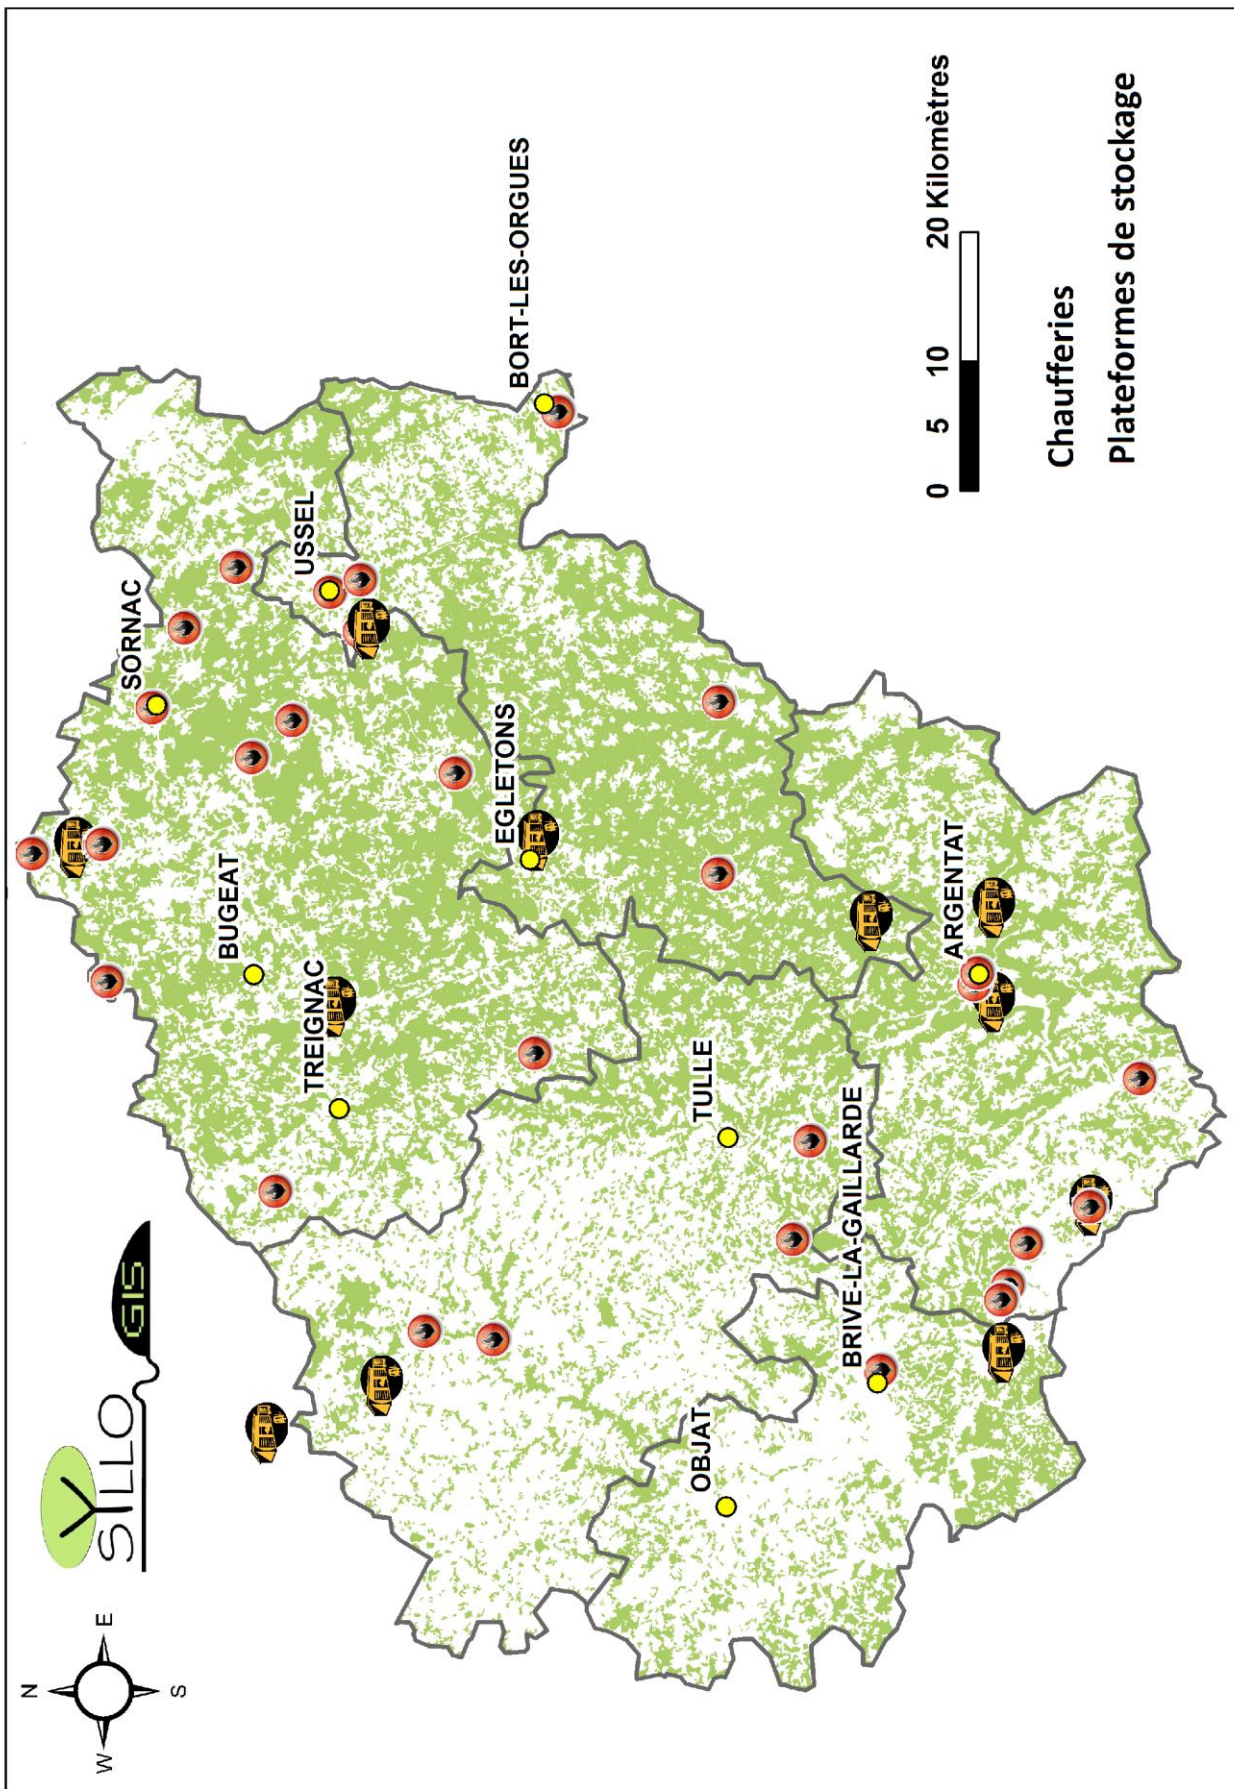 N
W
E
S
SYLLO
GIS
SORNAC
USSEL
BUGEAT
TREIGNAC
EGLETONS
BORT-LES-ORGUES
TULLE
OBJAT
BRIVE-LA-GAILLARDE
ARGENTAT
0 5 10 20 Kilomètres
Chaufferies
Plateformes de stockage